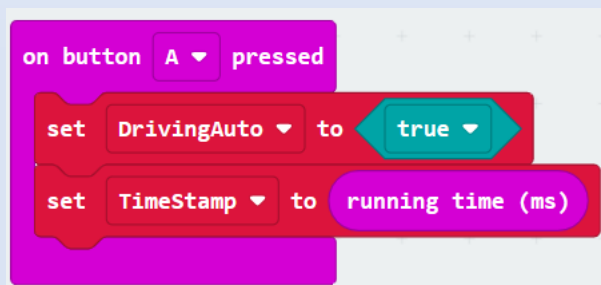 on button A pressed
set DrivingAuto to true
set TimeStamp to running time (ms)